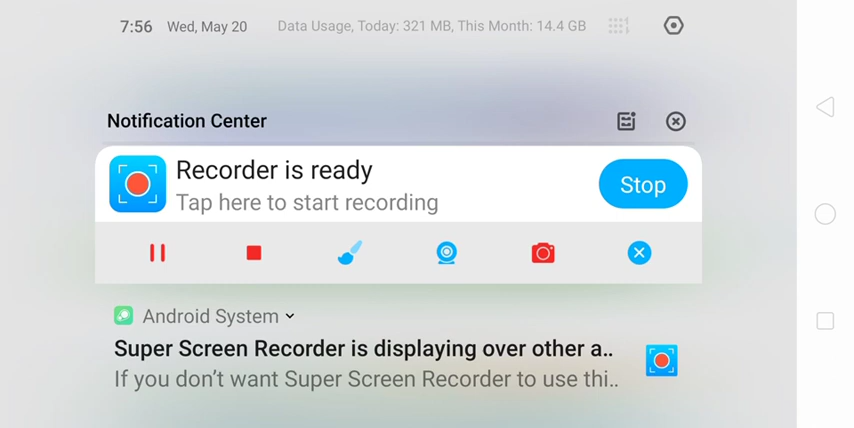 7:56 Wed, May 20 Data Usage, Today: 321 MB, This Month: 14.4 GB
Notification Center
Recorder is ready
Tap here to start recording
Stop
Android System
Super Screen Recorder is displaying over other a..
If you don't want Super Screen Recorder to use thi..